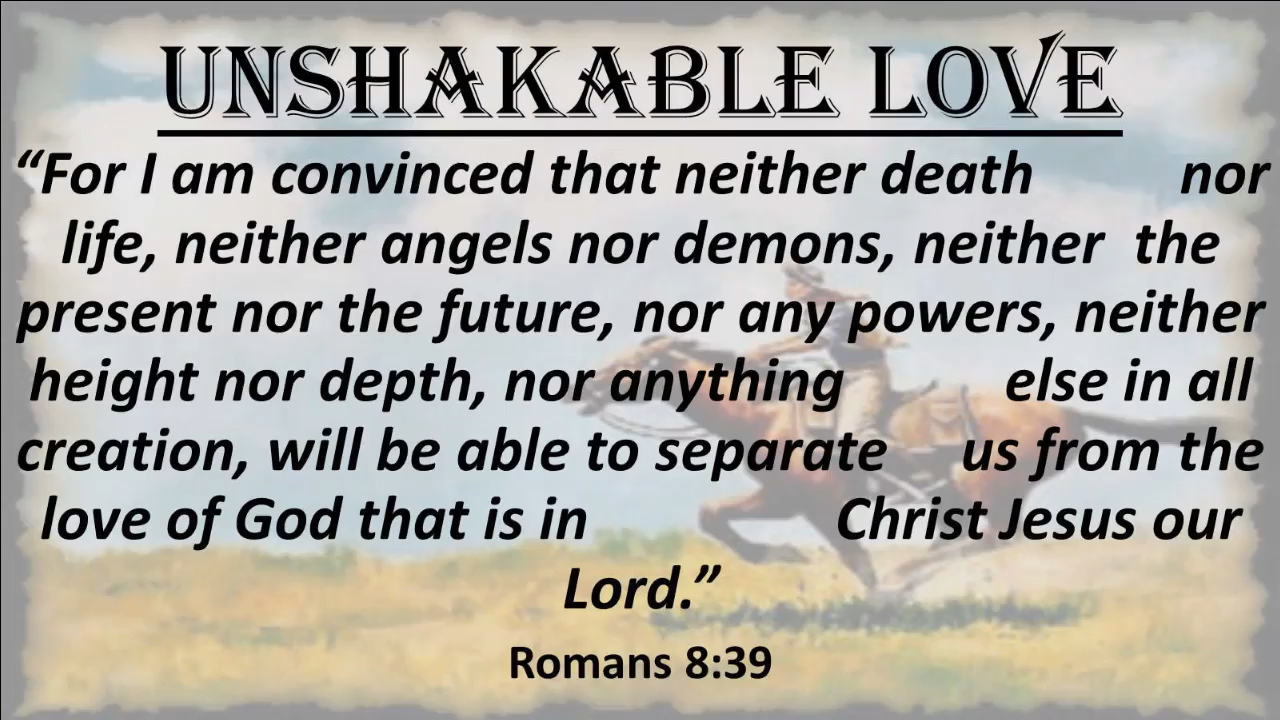 UNSHAKABLE LOVE
“For I am convinced that neither death nor
life, neither angels nor demons, neither the
present nor the future, nor any powers, neither
height nor depth, nor anything else in all
creation, will be able to separate us from the
love of God that is in Christ Jesus our
Lord.”
Romans 8:39